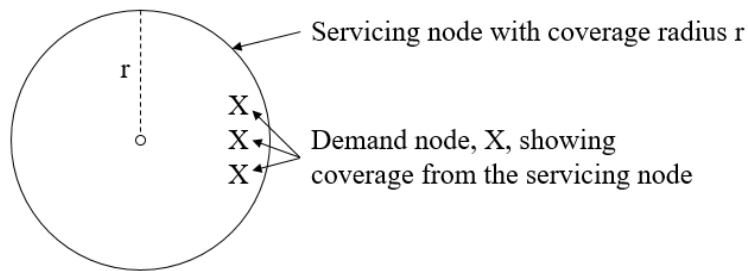 Servicing node with coverage radius r
r
X
X
X
Demand node, X, showing
coverage from the servicing node